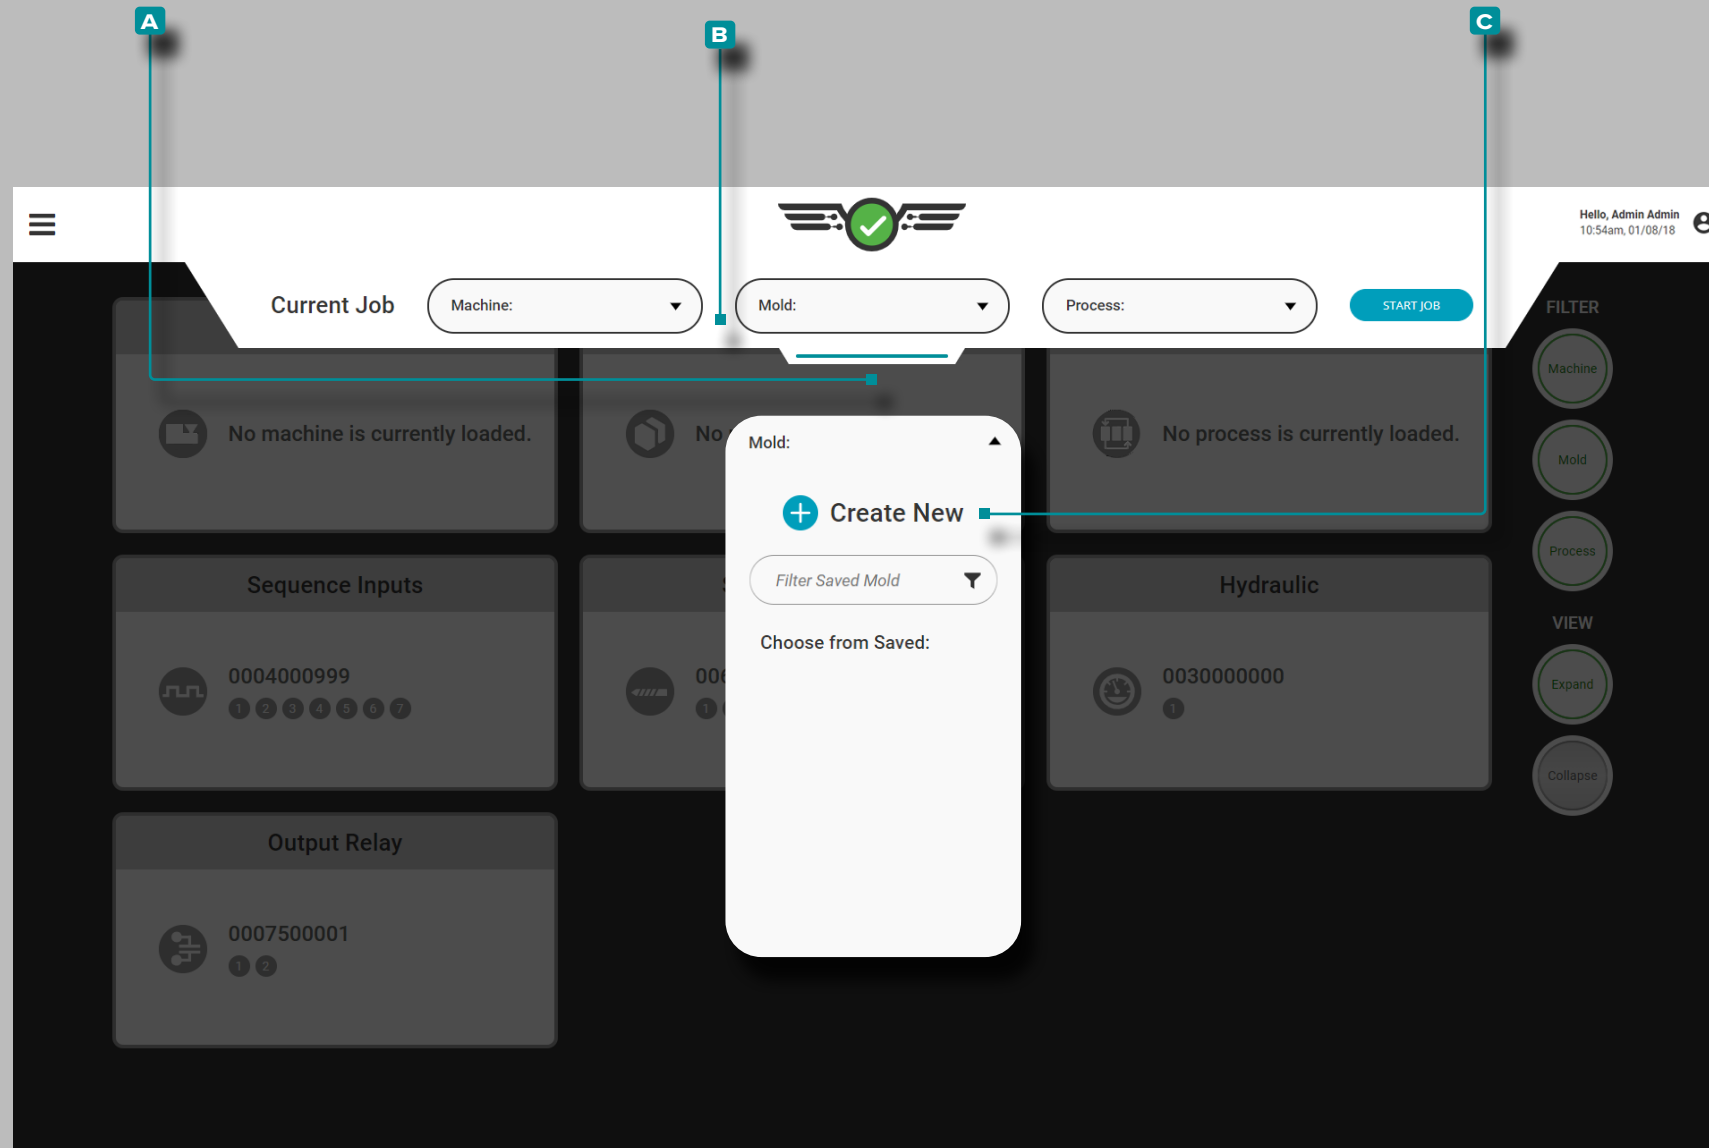 A
B
C
Hello, Admin Admin
10:54am, 01/08/18
Current Job
Machine:
Mold:
Process:
START JOB
FILTER
Machine
Mold
Process
VIEW
Expand
Collapse
No machine is currently loaded.
No
No process is currently loaded.
Mold:
Create New
Filter Saved Mold
Choose from Saved:
Sequence Inputs
0004000999
1 2 3 4 5 6 7
006
1
Hydraulic
0030000000
1
Output Relay
0007500001
1 2